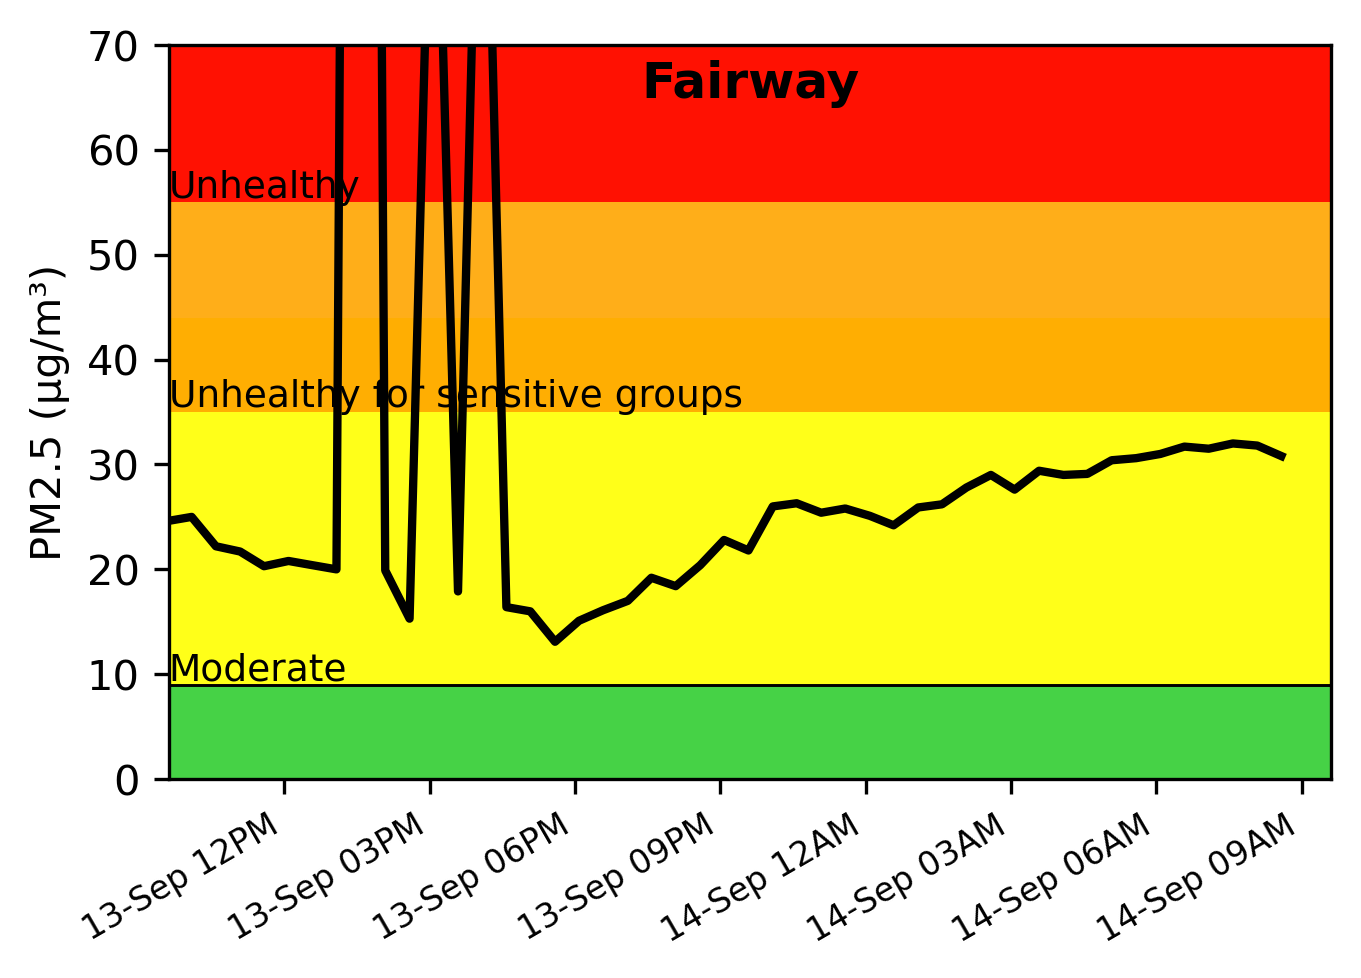 Fairway
PM2.5 (µg/m³)
70
60
50
40
30
20
10
0
Unhealthy
Unhealthy for sensitive groups
Moderate
13-Sep 12PM
13-Sep 03PM
13-Sep 06PM
13-Sep 09PM
14-Sep 12AM
14-Sep 03AM
14-Sep 06AM
14-Sep 09AM